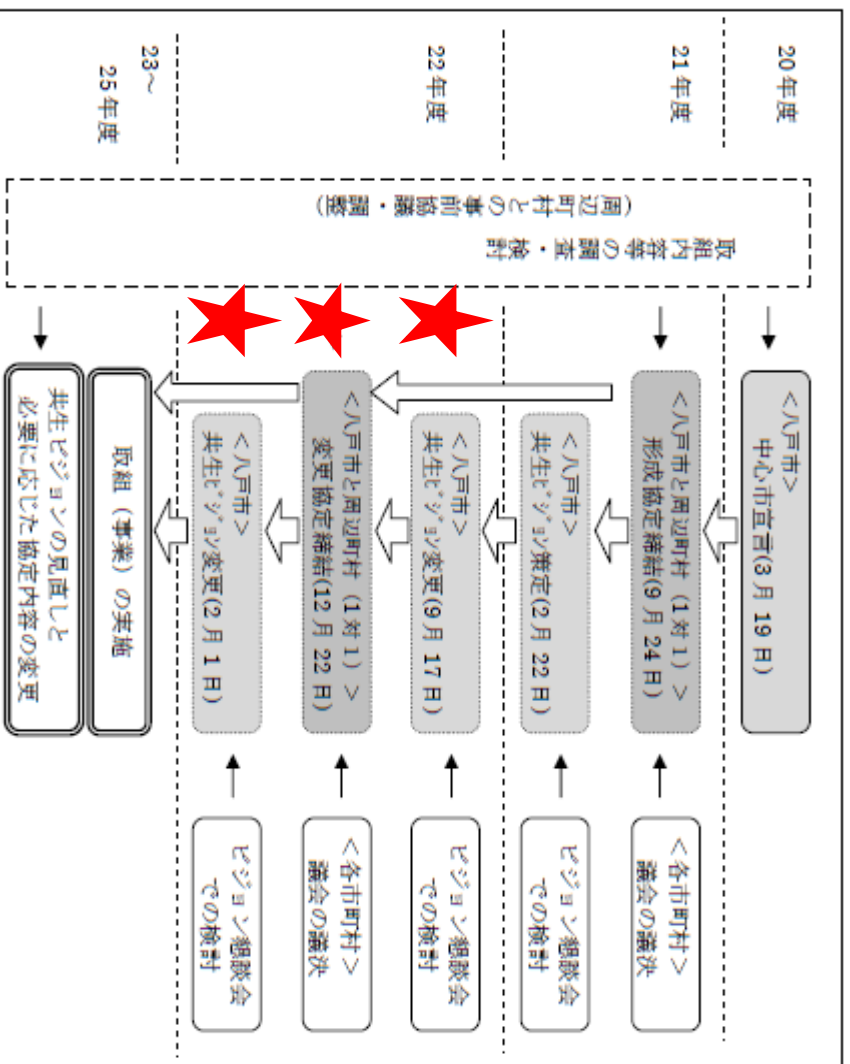 20年度
<八戸市>
中心市宣言(3月19日)
21年度
<八戸市と周辺町村（1対1）>
形成協定締結(9月24日)
<各市町村>
議会の議決
<八戸市>
共生ビジョン策定(2月22日)
ビジョン懇談会
での検討
22年度
<八戸市>
共生ビジョン変更(9月17日)
ビジョン懇談会
での検討
<八戸市と周辺町村（1対1）>
変更協定締結(12月22日)
<各市町村>
議会の議決
<八戸市>
共生ビジョン変更(2月1日)
ビジョン懇談会
での検討
23～
25年度
取組（事業）の実施
共生ビジョンの見直しと
必要に応じた協定内容の変更
取組内容等の調査・検討
(周辺町村との事前協議・調整)